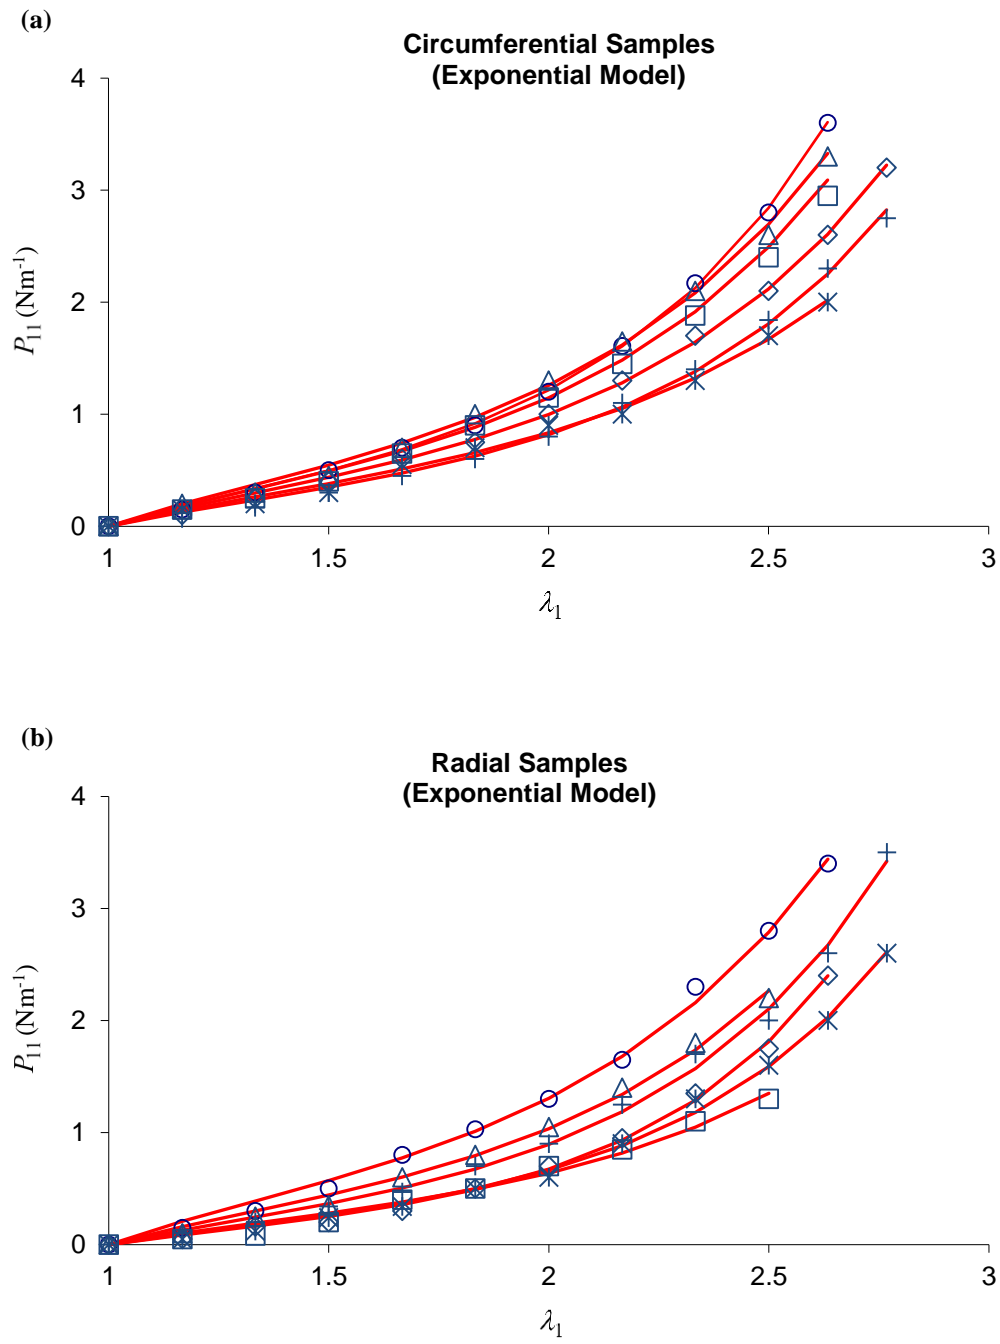 (a)
Circumferential Samples
(Exponential Model)
4
3
2
1
0
P11 (Nm-1)
1 1.5 2 2.5 3
λ1
(b)
Radial Samples
(Exponential Model)
4
3
2
1
0
P11 (Nm-1)
1 1.5 2 2.5 3
λ1